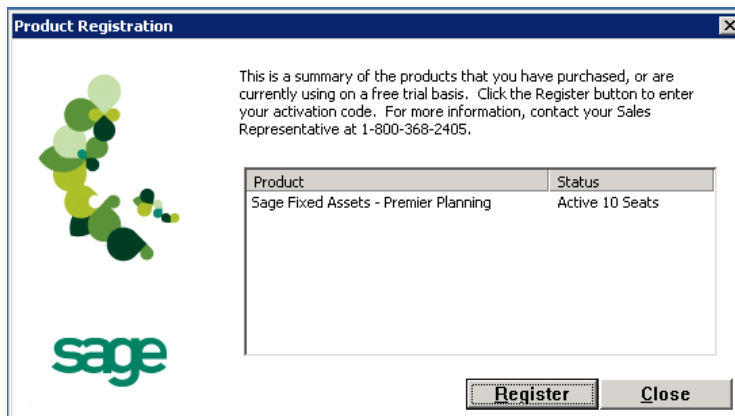 Product Registration
This is a summary of the products that you have purchased, or are
currently using on a free trial basis. Click the Register button to enter
your activation code. For more information, contact your Sales
Representative at 1-800-368-2405.
Product Status
Sage Fixed Assets - Premier Planning Active 10 Seats
sage
Register Close